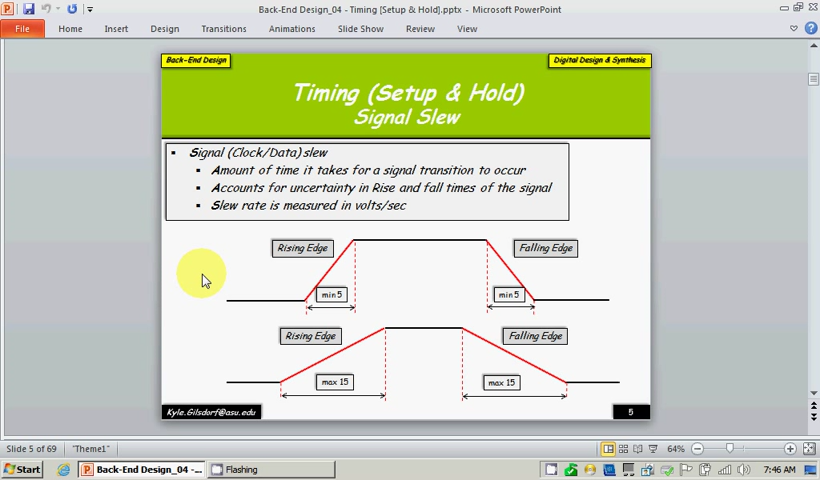 Back-End Design_04 - Timing [Setup & Hold].pptx - Microsoft PowerPoint
File Home Insert Design Transitions Animations Slide Show Review View
Back-End Design
Digital Design & Synthesis
Timing (Setup & Hold)
Signal Slew
Signal (Clock/Data) slew
Amount of time it takes for a signal transition to occur
Accounts for uncertainty in Rise and fall times of the signal
Slew rate is measured in volts/sec
Rising Edge
Falling Edge
min 5
min 5
Rising Edge
Falling Edge
max 15
max 15
Kyle.Gilsdorf@asu.edu
5
Slide 5 of 69 "Theme1" 64%
Start Back-End Design_04 -... Flashing 7:46 AM